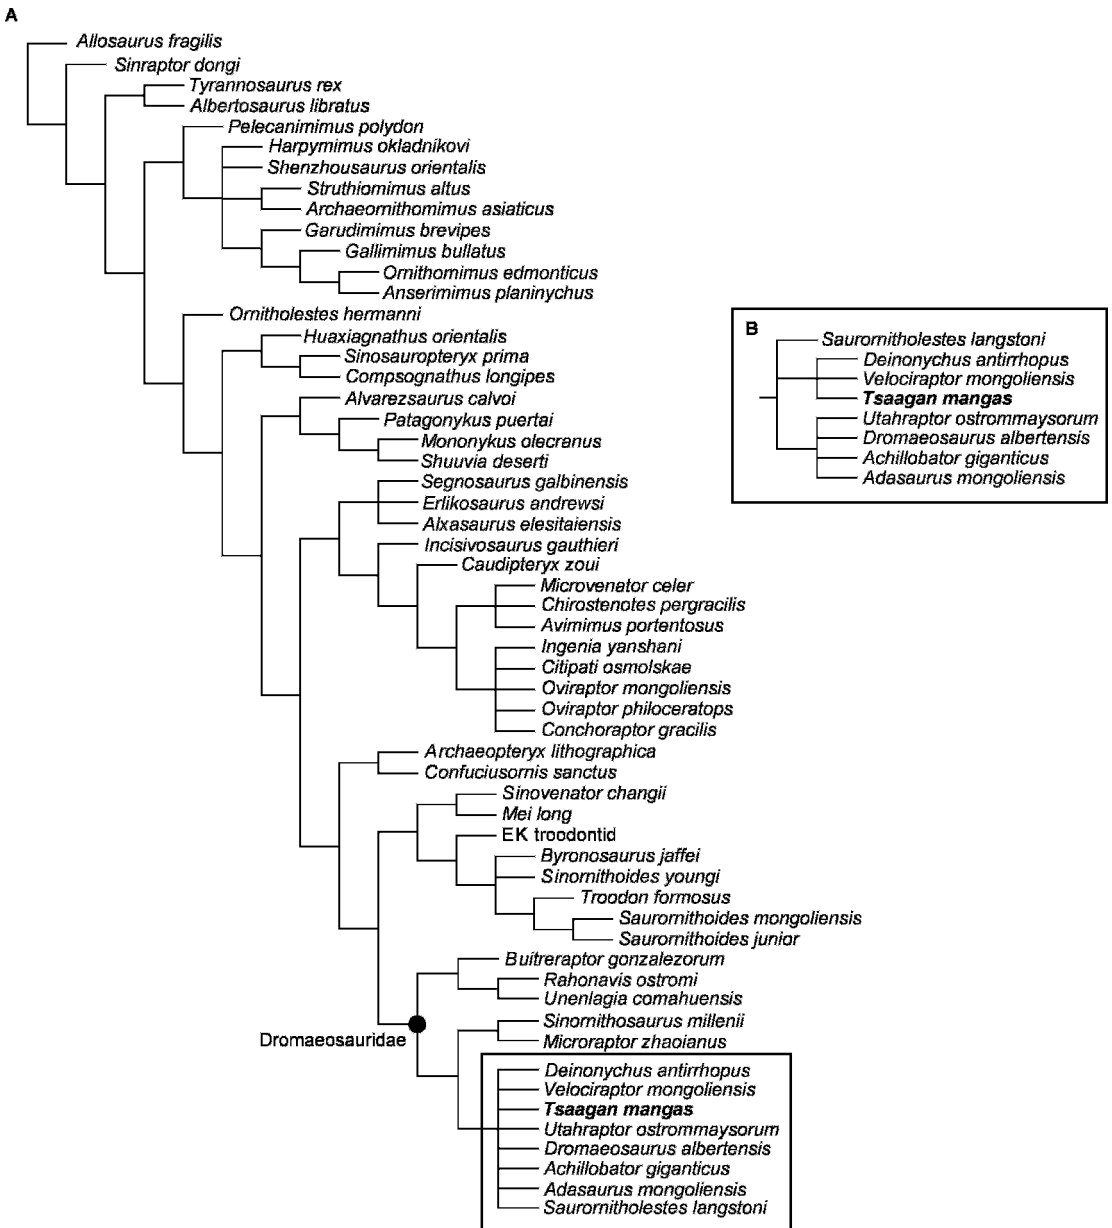 A
Allosaurus fragilis
Sinraptor dongi
Tyrannosaurus rex
Albertosaurus libratus
Pelecanimimus polydon
Harpymimus okladnikovi
Shenzhousaurus orientalis
Struthiomimus altus
Archaeornithomimus asiaticus
Garudimimus brevipes
Gallimimus bullatus
Ornithomimus edmonticus
Anserimimus planinychus
Ornitholestes hermanni
Huaxiagnathus orientalis
Sinosauropteryx prima
Compsognathus longipes
Alvarezsaurus calvoi
Patagonykus puertai
Mononykus olecranus
Shuuvia deserti
Segnosaurus galbinensis
Erlikosaurus andrewsi
Alxasaurus elesitaiensis
Incisivosaurus gauthieri
Caudipteryx zoui
Microvenator celer
Chirostenotes pergracilis
Avimimus portentosus
Ingenia yanshani
Citipati osmolskae
Oviraptor mongoliensis
Oviraptor philoceratops
Conchoraptor gracilis
Archaeopteryx lithographica
Confuciusornis sanctus
Sinovenator changii
Mei long
EK troodontid
Byronosaurus jaffei
Sinornithoides youngi
Troodon formosus
Saurornithoides mongoliensis
Saurornithoides junior
Buitreraptor gonzalezorum
Rahonavis ostromi
Unenlagia comahuensis
Sinornithosaurus millenii
Dromaeosauridae
Microraptor zhaoianus
Deinonychus antirrhopus
Velociraptor mongoliensis
Tsaagan mangas
Utahraptor ostrommaysorum
Dromaeosaurus albertensis
Achillobator giganticus
Adasaurus mongoliensis
Saurornitholestes langstoni
B
Saurornitholestes langstoni
Deinonychus antirrhopus
Velociraptor mongoliensis
Tsaagan mangas
Utahraptor ostrommaysorum
Dromaeosaurus albertensis
Achillobator giganticus
Adasaurus mongoliensis